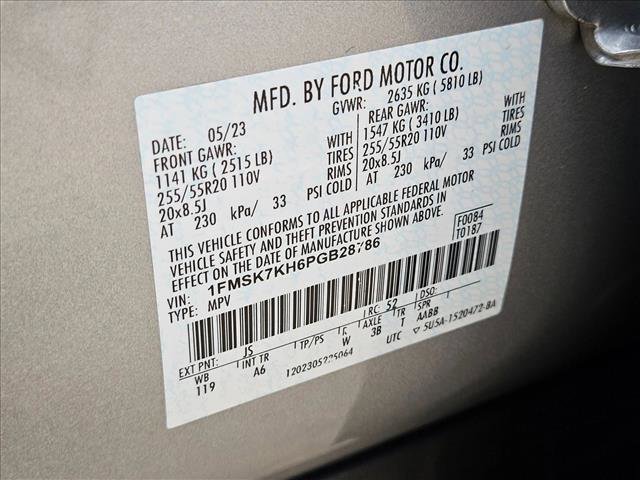 MFD. BY FORD MOTOR CO.
DATE: 05/23 GVWR: 2635 KG ( 5810 LB)
FRONT GAWR: WITH REAR GAWR: WITH
1141 KG ( 2515 LB) TIRES 1547 KG ( 3410 LB) TIRES
255/55R20 110V RIMS 255/55R20 110V RIMS
20x8.5J 20x8.5J
AT 230 kPa/ 33 PSI COLD AT 230 kPa/ 33 PSI COLD
THIS VEHICLE CONFORMS TO ALL APPLICABLE FEDERAL MOTOR
VEHICLE SAFETY AND THEFT PREVENTION STANDARDS IN
EFFECT ON THE DATE OF MANUFACTURE SHOWN ABOVE.
F0084
T0187
VIN: 1FMSK7KH6PGB28786
TYPE: MPV
EXT PNT: JS RC: 52 DSO:
WB INT TR TP/PS R AXLE TR SPR
119 A6 W 3B T AABB
1202305225064 UTC ▽ 5U5A-1520472-BA